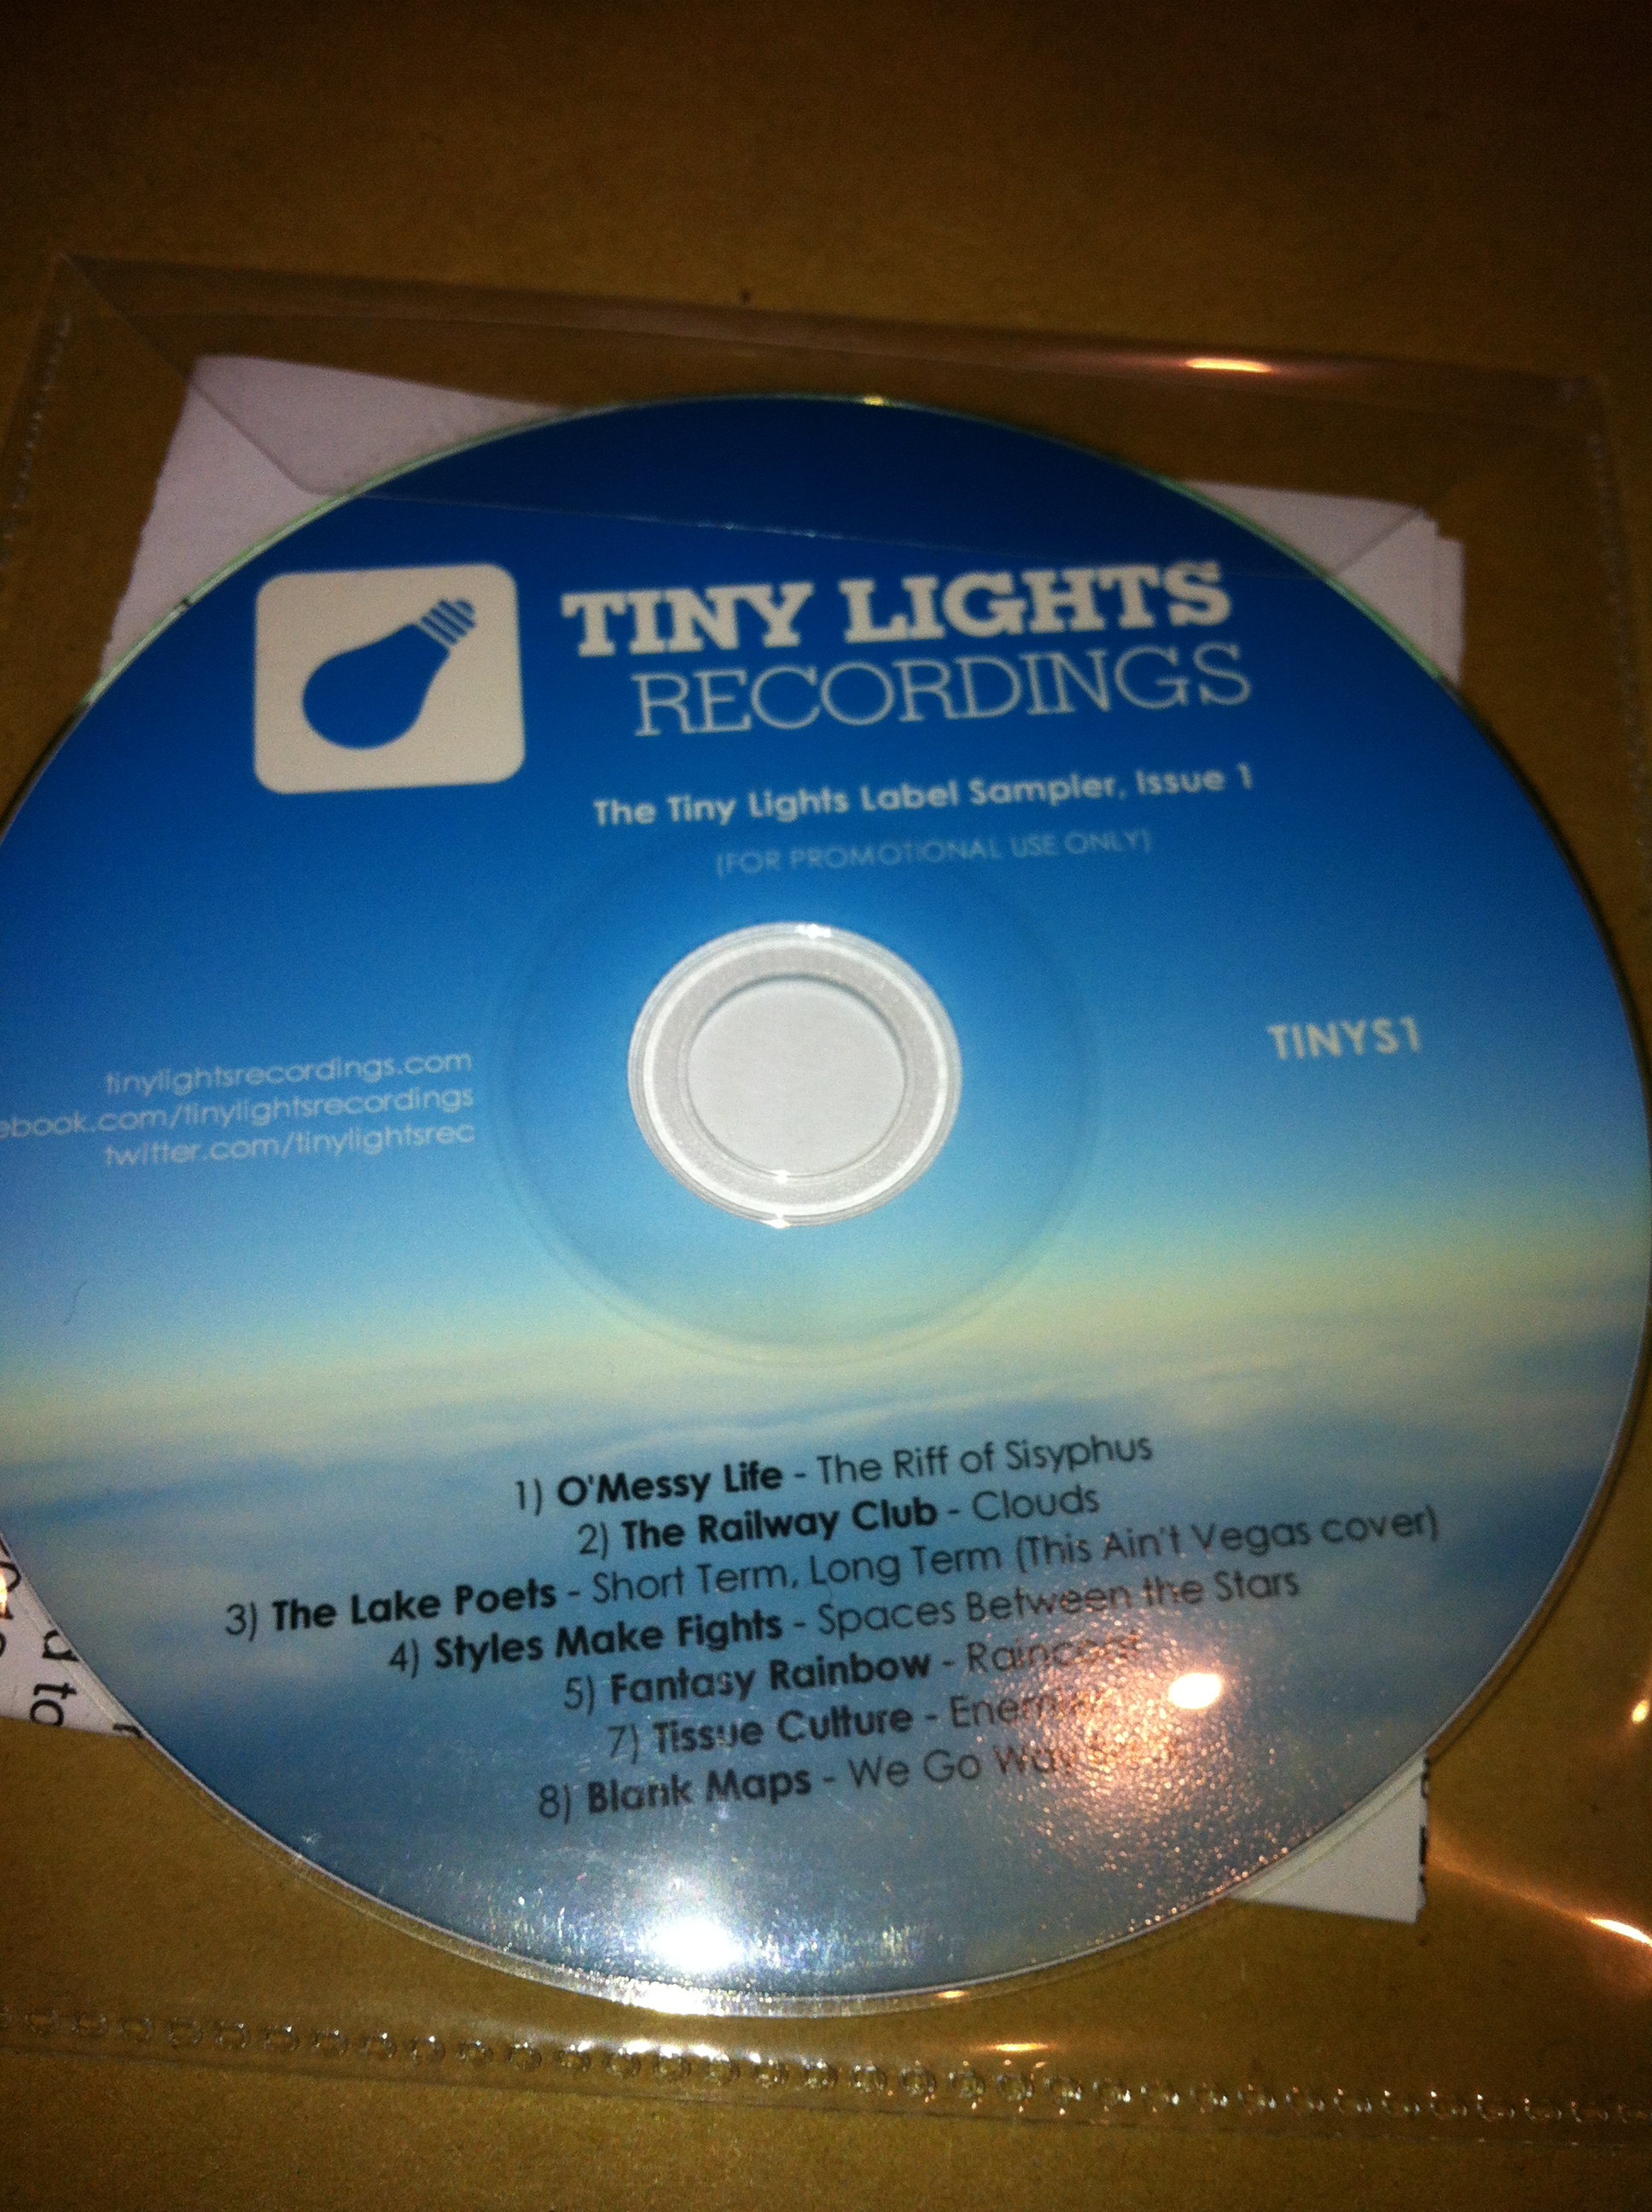 TINY LIGHTS
RECORDINGS
The Tiny Lights Label Sampler, Issue 1
(FOR PROMOTIONAL USE ONLY)
tinylightsrecordings.com
ebook.com/tinylightsrecordings
twitter.com/tinylightsrec
TINYS1
1) O'Messy Life - The Riff of Sisyphus
2) The Railway Club - Clouds
3) The Lake Poets - Short Term, Long Term (This Ain't Vegas cover)
4) Styles Make Fights - Spaces Between the Stars
5) Fantasy Rainbow - Raincoat
7) Tissue Culture -
8) Blank Maps - We Go Way
d to